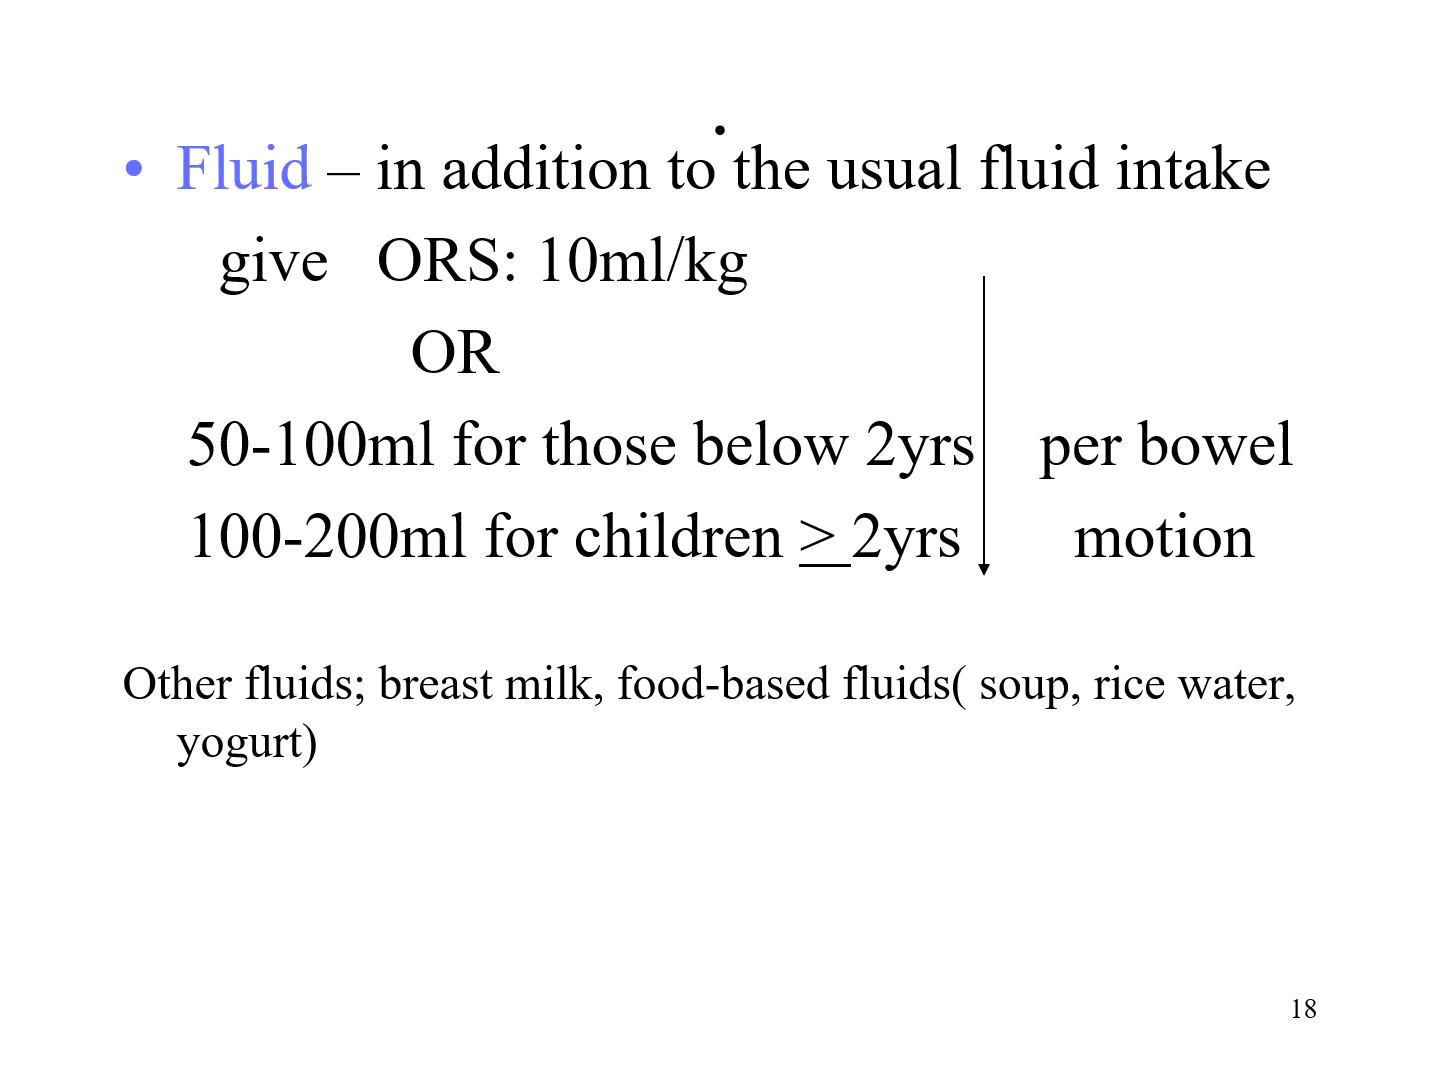 .
• Fluid – in addition to the usual fluid intake
give ORS: 10ml/kg
OR
50-100ml for those below 2yrs per bowel
100-200ml for children > 2yrs motion
Other fluids; breast milk, food-based fluids( soup, rice water,
yogurt)
18